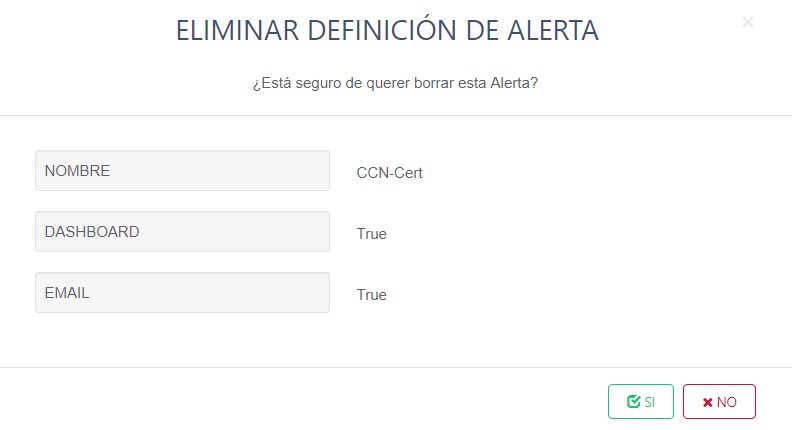 ELIMINAR DEFINICIÓN DE ALERTA
¿Está seguro de querer borrar esta Alerta?
NOMBRE CCN-Cert
DASHBOARD True
EMAIL True
SI NO